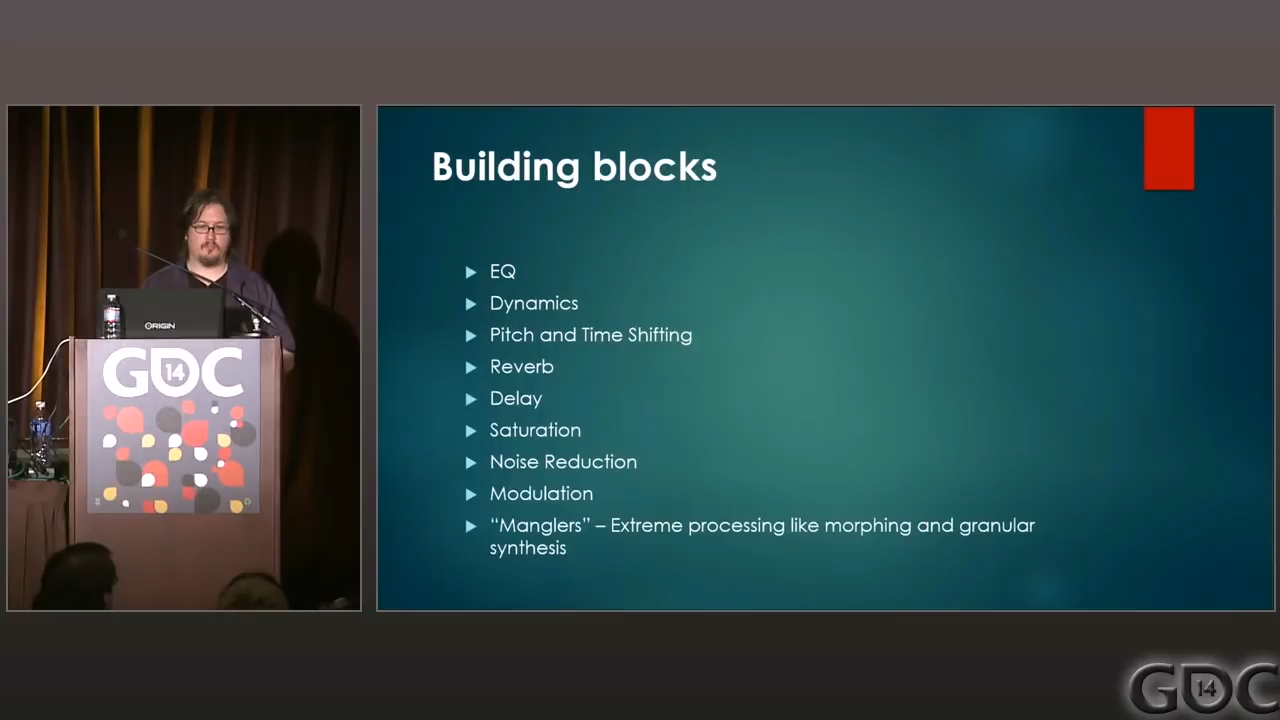 Building blocks
EQ
Dynamics
Pitch and Time Shifting
Reverb
Delay
Saturation
Noise Reduction
Modulation
“Manglers” – Extreme processing like morphing and granular
synthesis
ORIGIN
GDC
14
GDC
14